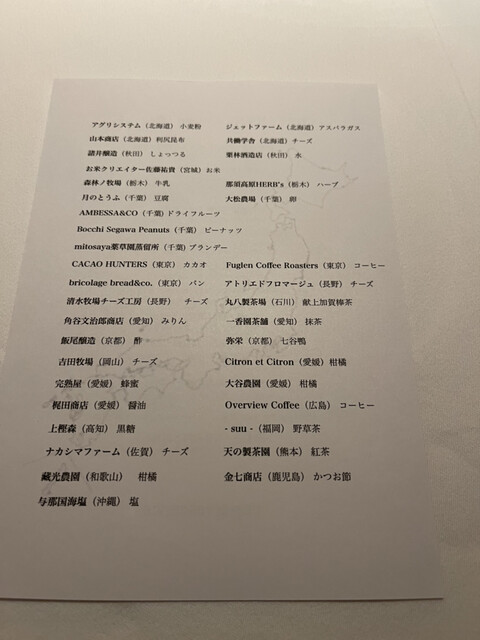 アグリシステム（北海道）小麦粉　ジェットファーム（北海道）アスパラガス
山本商店（北海道）利尻昆布　共働学舎（北海道）チーズ
諸井醸造（秋田）しょっつる　栗林酒造店（秋田）水
お米クリエイター佐藤裕貴（宮城）お米
森林ノ牧場（栃木）牛乳　那須高原HERB's（栃木）ハーブ
月のとうふ（千葉）豆腐　大松農場（千葉）卵
AMBESSA&CO（千葉）ドライフルーツ
Bocchi Segawa Peanuts（千葉）ピーナッツ
mitosaya薬草園蒸留所（千葉）ブランデー
CACAO HUNTERS（東京）カカオ　Fuglen Coffee Roasters（東京）コーヒー
bricolage bread&co.（東京）パン　アトリエドフロマージュ（長野）チーズ
清水牧場チーズ工房（長野）　チーズ　丸八製茶場（石川）献上加賀棒茶
角谷文治郎商店（愛知）みりん　一香園茶舗（愛知）抹茶
飯尾醸造（京都）酢　弥栄（京都）七谷鴨
吉田牧場（岡山）チーズ　Citron et Citron（愛媛）柑橘
完熟屋（愛媛）蜂蜜　大谷農園（愛媛）柑橘
梶田商店（愛媛）醤油　Overview Coffee（広島）コーヒー
上樫森（高知）黒糖　- suu -（福岡）野草茶
ナカシマファーム（佐賀）チーズ　天の製茶園（熊本）紅茶
藏光農園（和歌山）　柑橘　金七商店（鹿児島）かつお節
与那国海塩（沖縄）塩